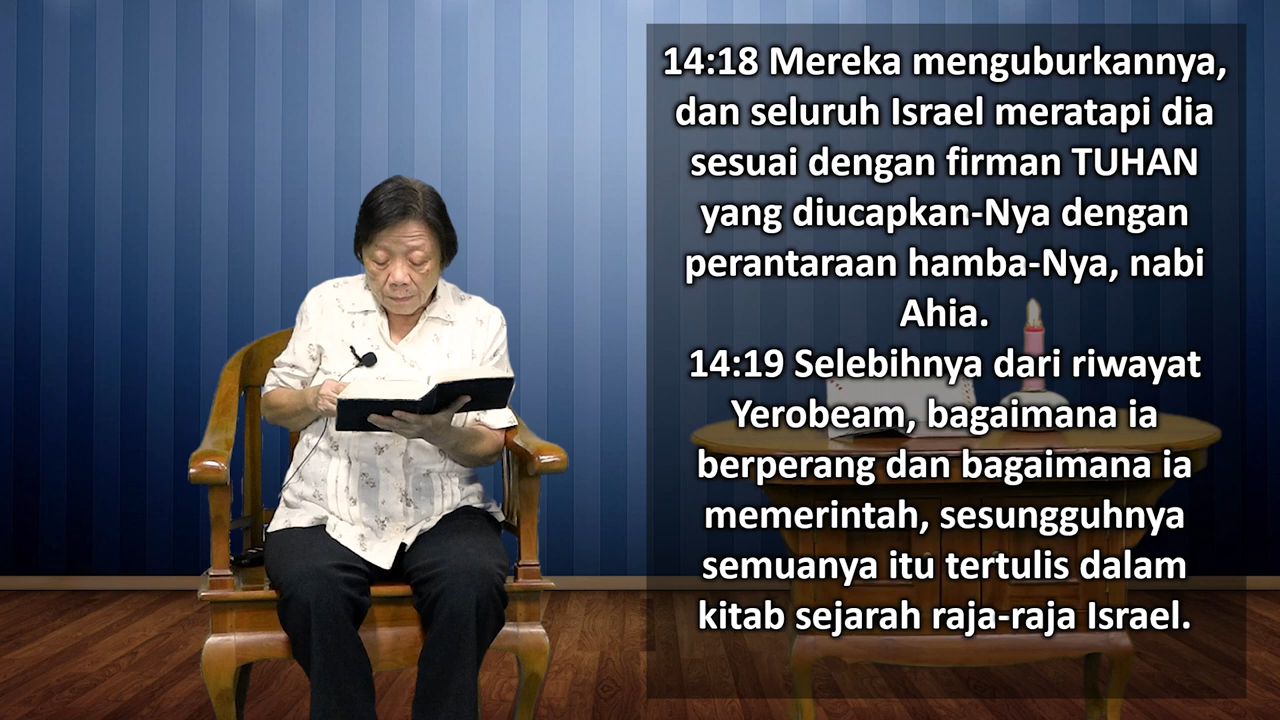 14:18 Mereka menguburkannya,
dan seluruh Israel meratapi dia
sesuai dengan firman TUHAN
yang diucapkan-Nya dengan
perantaraan hamba-Nya, nabi
Ahia.
14:19 Selebihnya dari riwayat
Yerobeam, bagaimana ia
berperang dan bagaimana ia
memerintah, sesungguhnya
semuanya itu tertulis dalam
kitab sejarah raja-raja Israel.